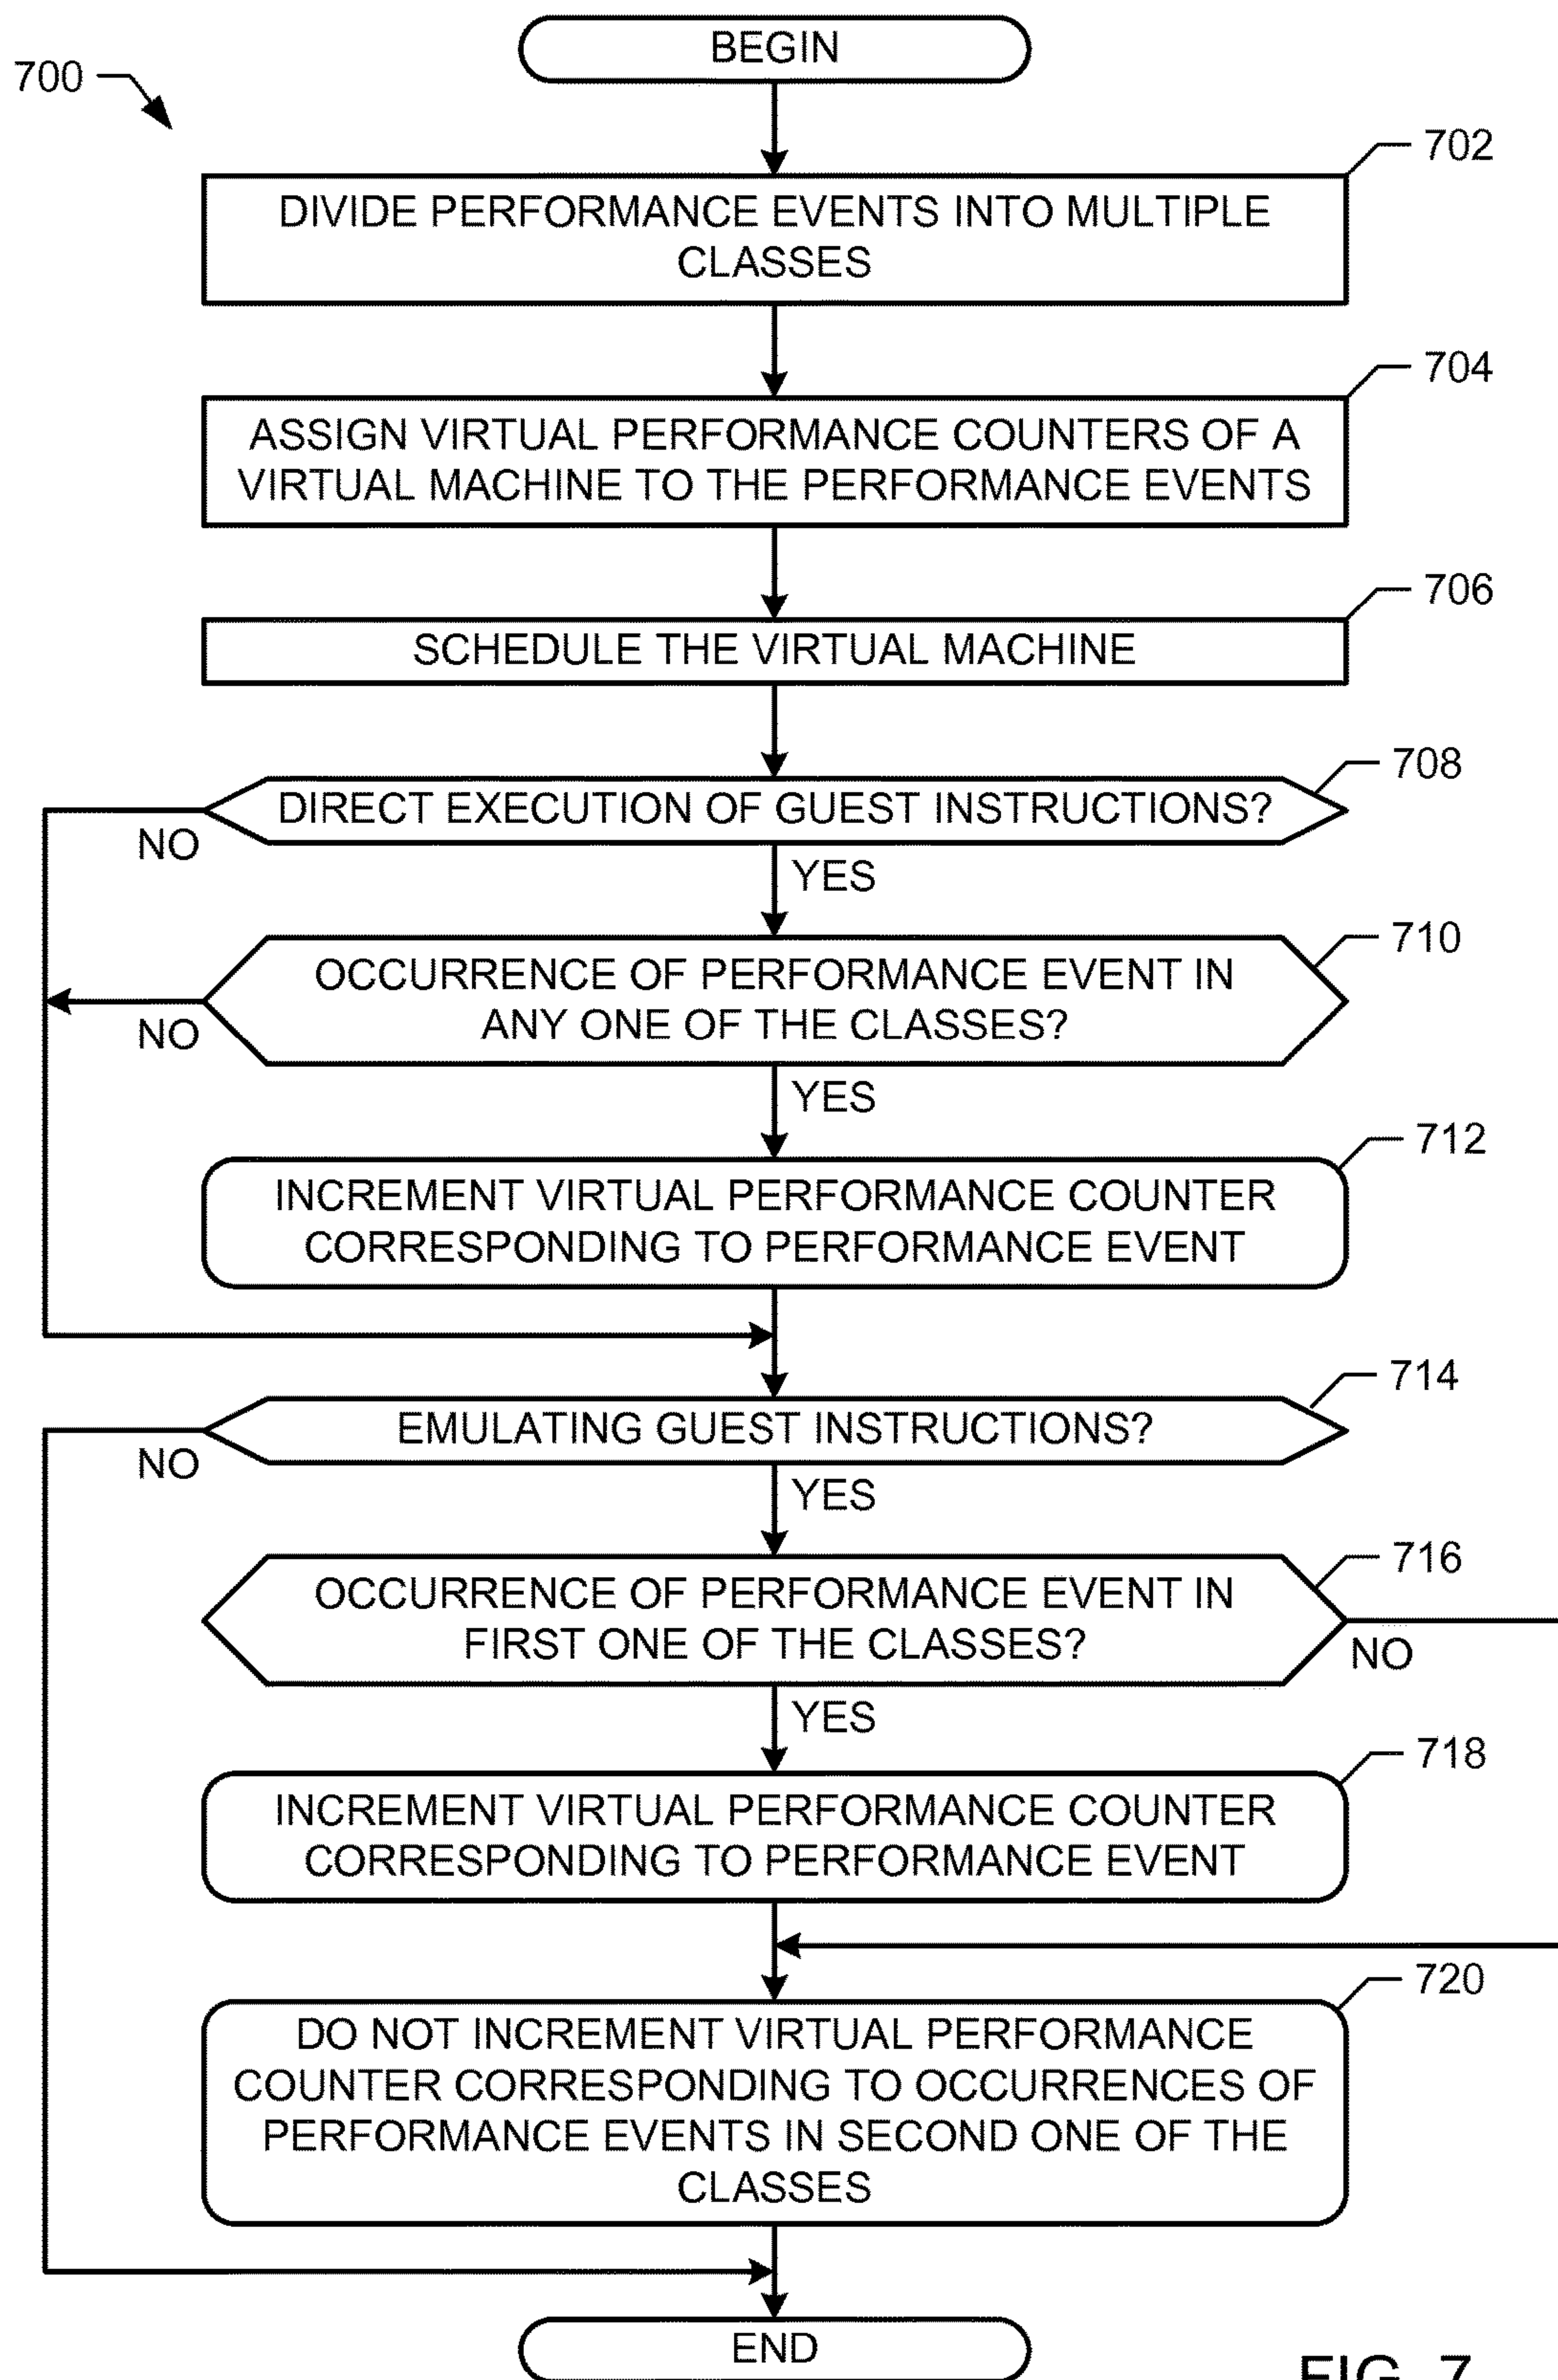 BEGIN
700
702
DIVIDE PERFORMANCE EVENTS INTO MULTIPLE
CLASSES
704
ASSIGN VIRTUAL PERFORMANCE COUNTERS OF A
VIRTUAL MACHINE TO THE PERFORMANCE EVENTS
706
SCHEDULE THE VIRTUAL MACHINE
708
DIRECT EXECUTION OF GUEST INSTRUCTIONS?
NO
YES
710
OCCURRENCE OF PERFORMANCE EVENT IN
ANY ONE OF THE CLASSES?
NO
YES
712
INCREMENT VIRTUAL PERFORMANCE COUNTER
CORRESPONDING TO PERFORMANCE EVENT
714
EMULATING GUEST INSTRUCTIONS?
NO
YES
716
OCCURRENCE OF PERFORMANCE EVENT IN
FIRST ONE OF THE CLASSES?
NO
YES
718
INCREMENT VIRTUAL PERFORMANCE COUNTER
CORRESPONDING TO PERFORMANCE EVENT
720
DO NOT INCREMENT VIRTUAL PERFORMANCE
COUNTER CORRESPONDING TO OCCURRENCES OF
PERFORMANCE EVENTS IN SECOND ONE OF THE
CLASSES
END
FIG. 7